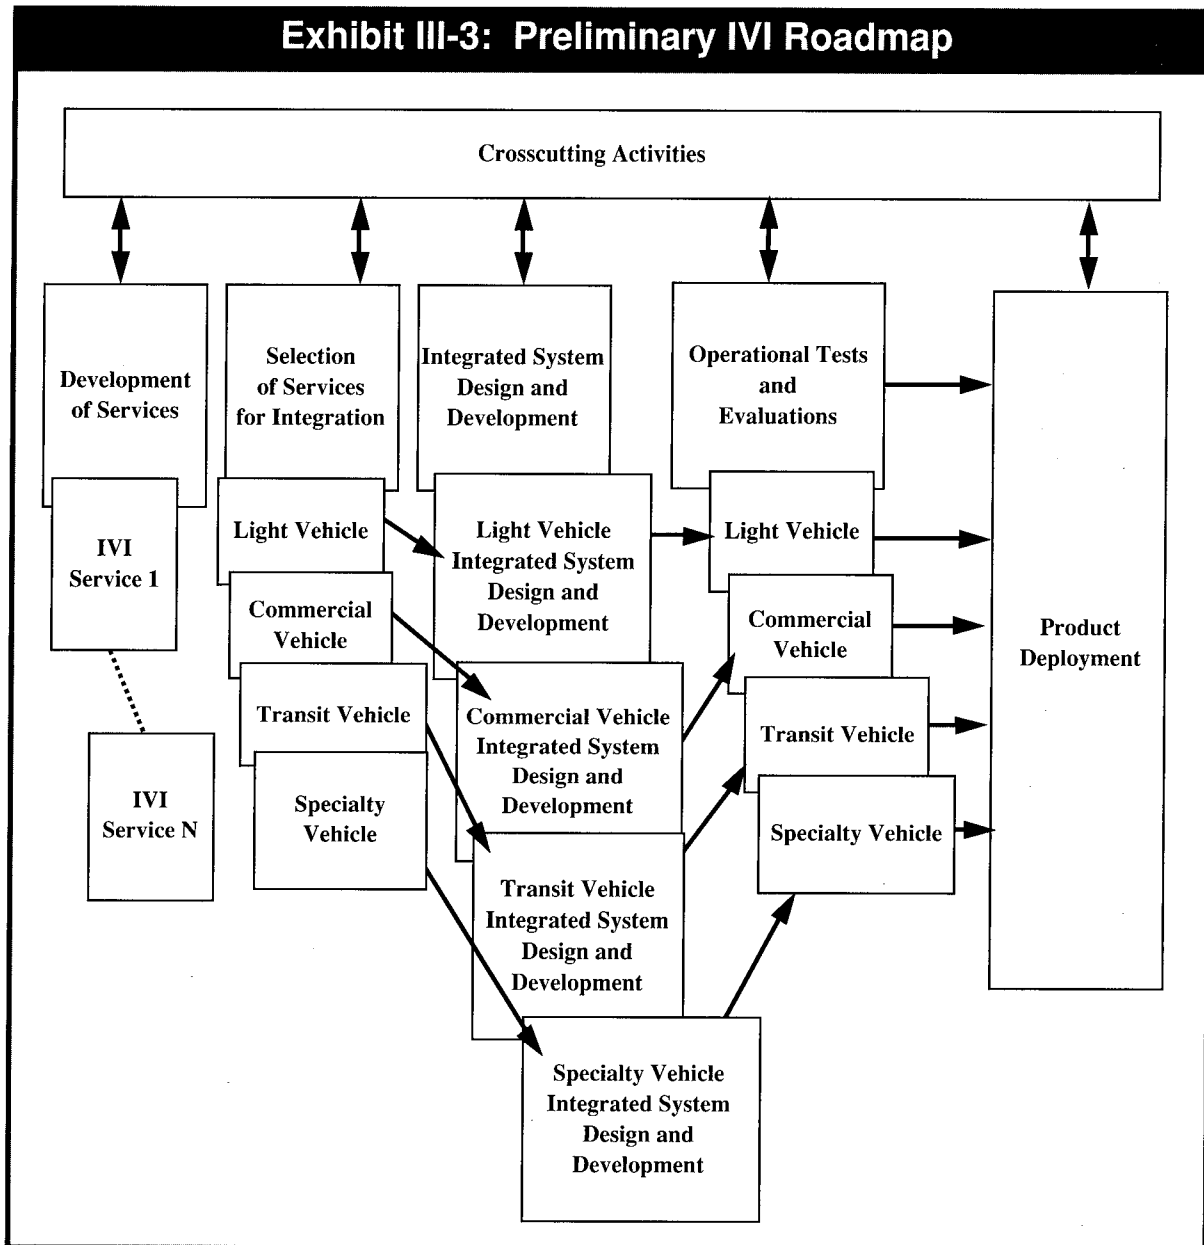 Exhibit III-3: Preliminary IVI Roadmap
Crosscutting Activities
Development
of Services
IVI
Service 1
IVI
Service N
Selection
of Services
for Integration
Light Vehicle
Commercial
Vehicle
Transit Vehicle
Specialty
Vehicle
Integrated System
Design and
Development
Light Vehicle
Integrated System
Design and
Development
Commercial Vehicle
Integrated System
Design and
Development
Transit Vehicle
Integrated System
Design and
Development
Specialty Vehicle
Integrated System
Design and
Development
Operational Tests
and
Evaluations
Light Vehicle
Commercial
Vehicle
Transit Vehicle
Specialty Vehicle
Product
Deployment